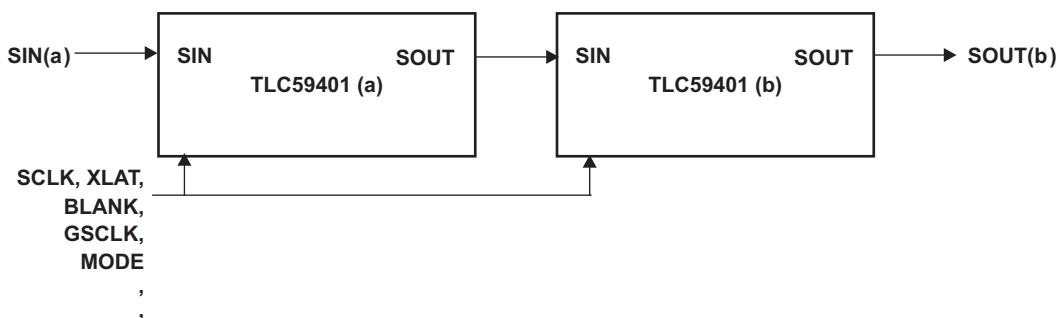 SIN(a)
SIN
SOUT
TLC59401 (a)
SIN
SOUT
TLC59401 (b)
SOUT(b)
SCLK, XLAT,
BLANK,
GSCLK,
MODE
,
,